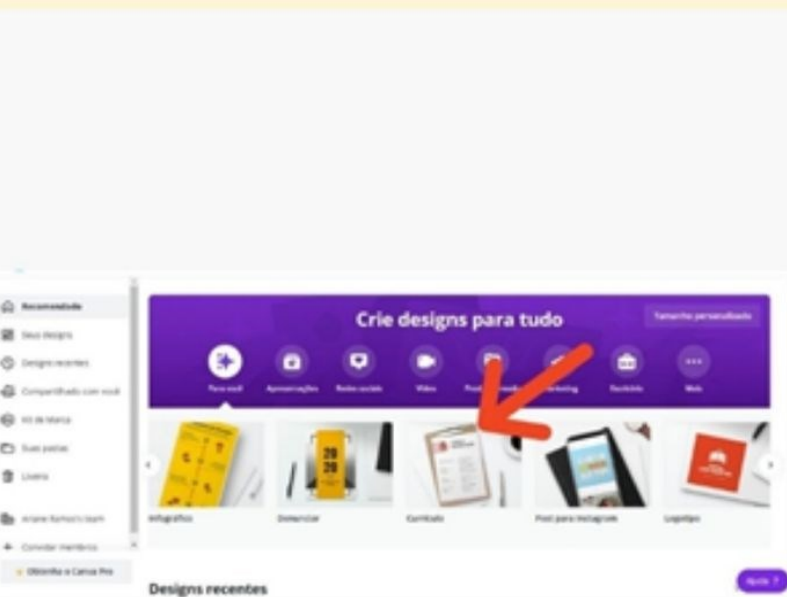 Crie designs para tudo
Tamanho personalizado
Para você
Apresentações
Redes sociais
Vídeo
Marketing
Escritório
Mais
Recomendado
Seus designs
Designs recentes
Compartilhado com você
Kit de Marca
Suas pastas
Lixeira
Convidar membros
Obtenha o Canva Pro
Infográfico
Currículo
Post para Instagram
Logotipo
Designs recentes
Ajuda ?